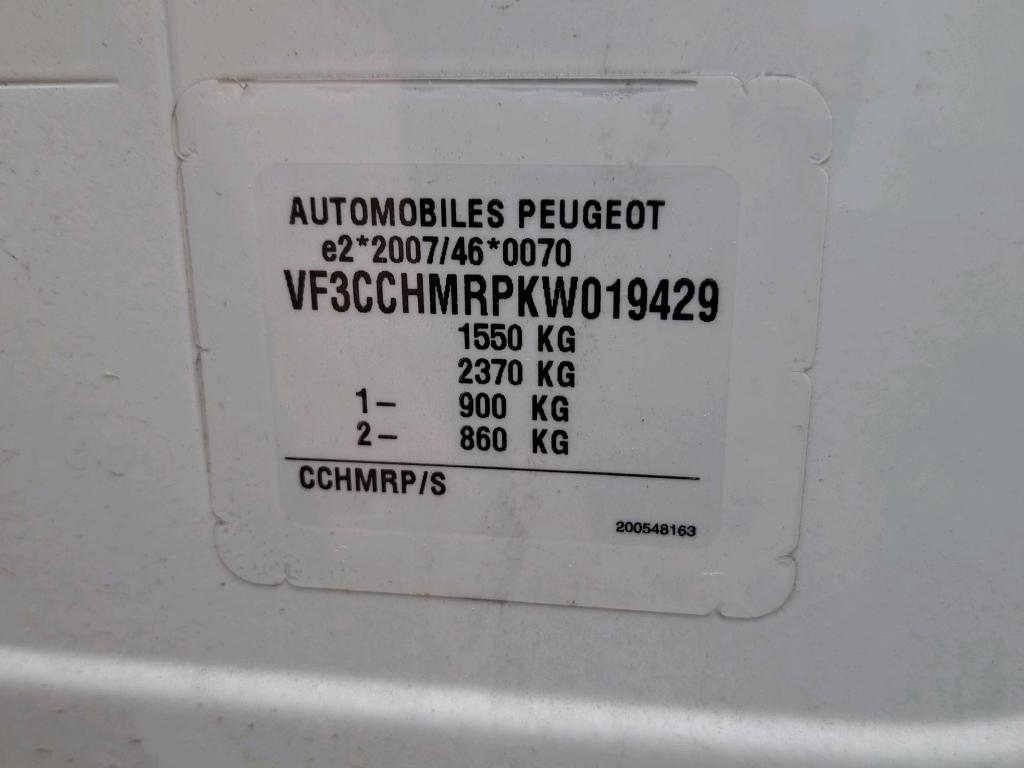 AUTOMOBILES PEUGEOT
e2*2007/46*0070
VF3CCHMRPKW019429
1550 KG
2370 KG
1- 900 KG
2- 860 KG
CCHMRP/S
200548163